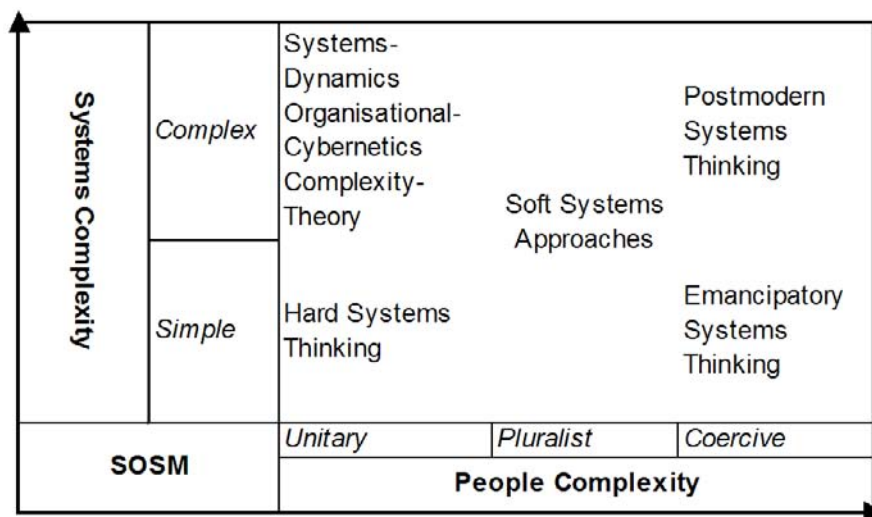 Systems Complexity
Complex
Systems-
Dynamics
Organisational-
Cybernetics
Complexity-
Theory
Soft Systems
Approaches
Postmodern
Systems
Thinking
Simple
Hard Systems
Thinking
Emancipatory
Systems
Thinking
SOSM
Unitary
Pluralist
Coercive
People Complexity